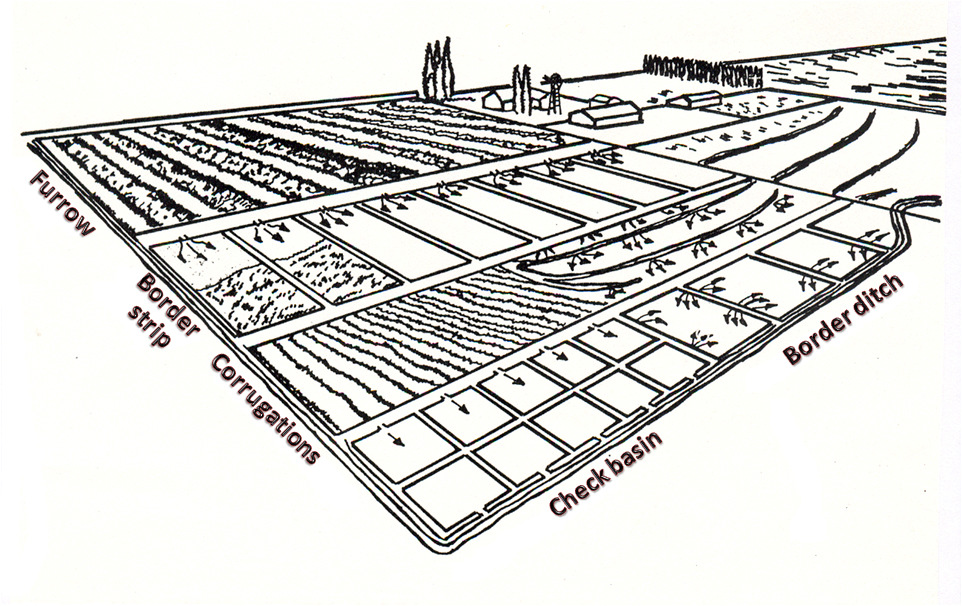 Furrow
Border
strip
Corrugations
Check basin
Border ditch